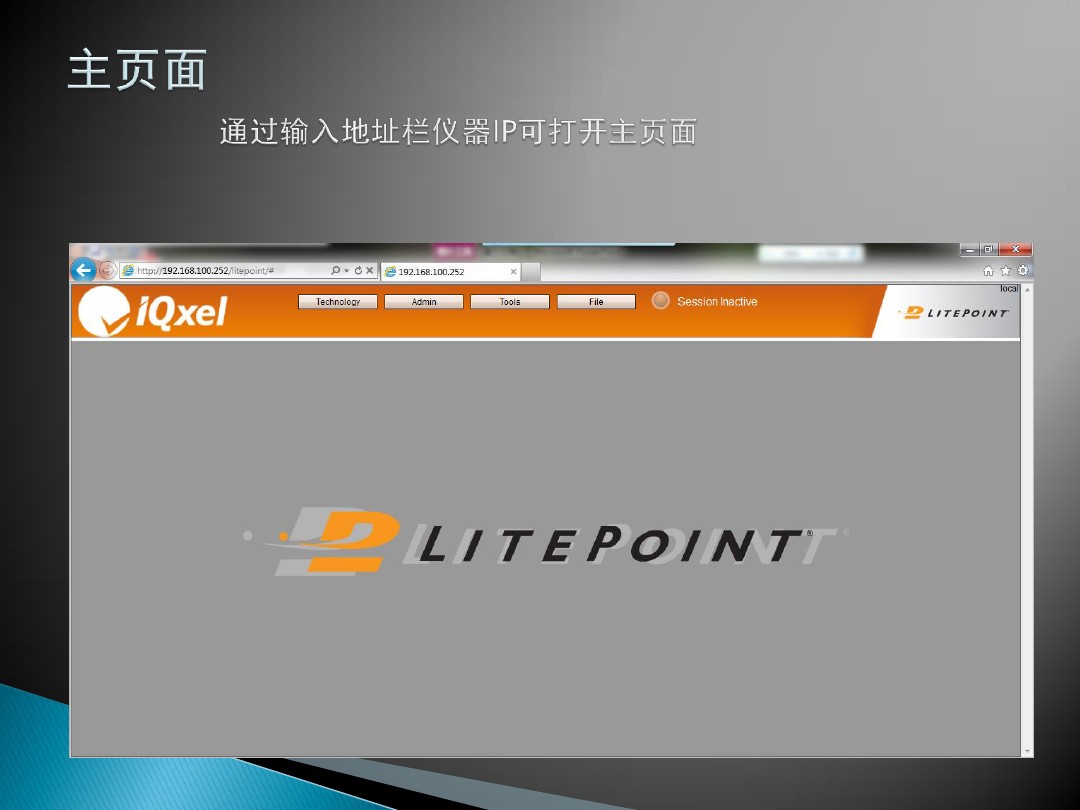 主页面
通过输入地址栏仪器IP可打开主页面
http://192.168.100.252/litepoint/#
192.168.100.252
iQxel
Technology Admin Tools File Session Inactive
local
LITEPOINT
LITEPOINT®